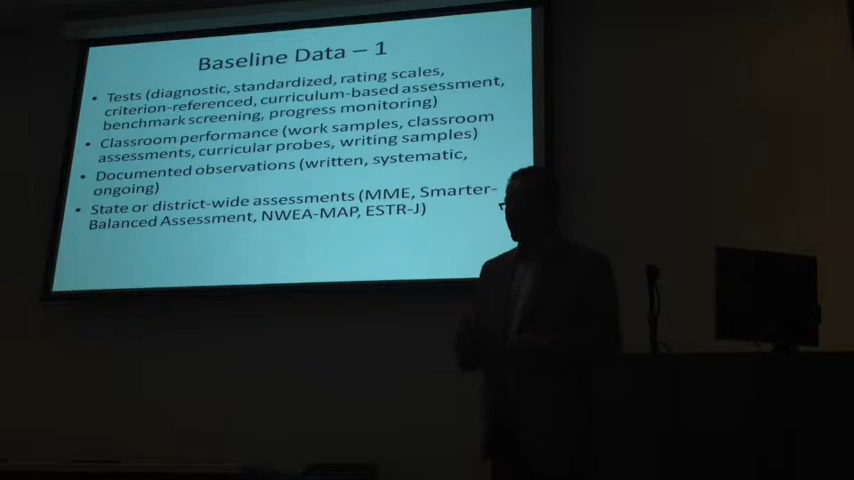 Baseline Data – 1
• Tests (diagnostic, standardized, rating scales,
criterion-referenced, curriculum-based assessment,
benchmark screening, progress monitoring)
• Classroom performance (work samples, classroom
assessments, curricular probes, writing samples)
• Documented observations (written, systematic,
ongoing)
• State or district-wide assessments (MME, Smarter-
Balanced Assessment, NWEA-MAP, ESTR-J)